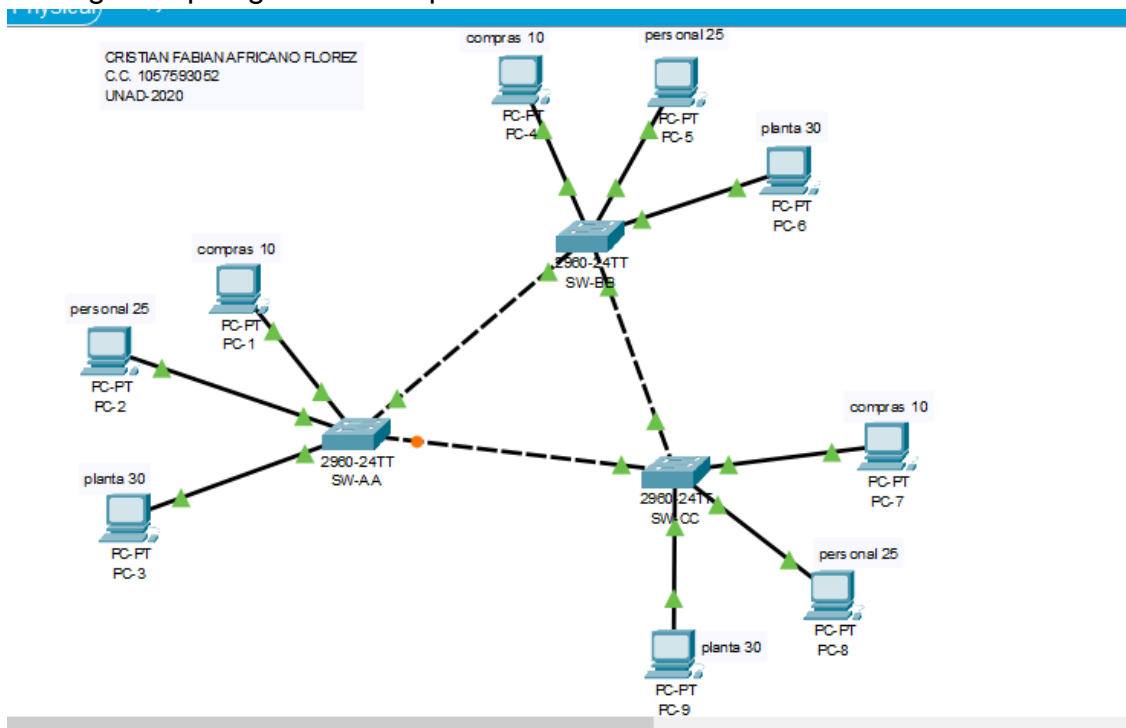 Physical
CRISTIAN FABIAN AFRICANO FLOREZ
C.C. 1057593052
UNAD-2020
compras 10
PC-PT
PC-4
personal 25
PC-PT
PC-5
planta 30
PC-PT
PC-6
2960-24TT
SW-BB
compras 10
PC-PT
PC-1
personal 25
PC-PT
PC-2
2960-24TT
SW-AA
planta 30
PC-PT
PC-3
compras 10
PC-PT
PC-7
2960-24TT
SW-CC
personal 25
PC-PT
PC-8
planta 30
PC-PT
PC-9